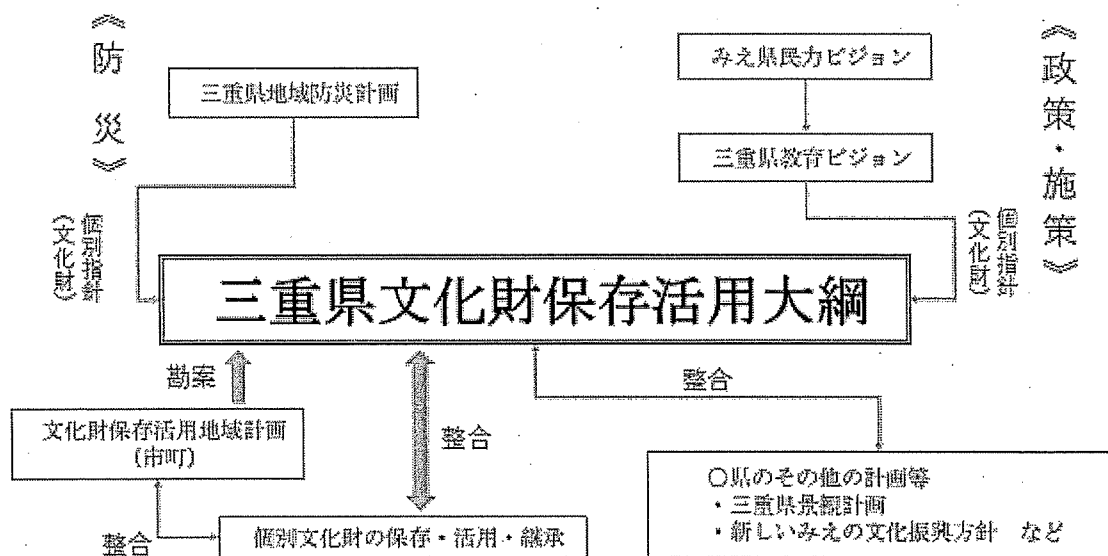 《防災》
《政策・施策》
三重県地域防災計画
みえ県民力ビジョン
三重県教育ビジョン
個別指針
(文化財)
個別指針
(文化財)
三重県文化財保存活用大綱
勘案
整合
整合
文化財保存活用地域計画
(市町)
整合
個別文化財の保存・活用・継承
〇県のその他の計画等
・三重県景観計画
・新しいみえの文化振興方針 など